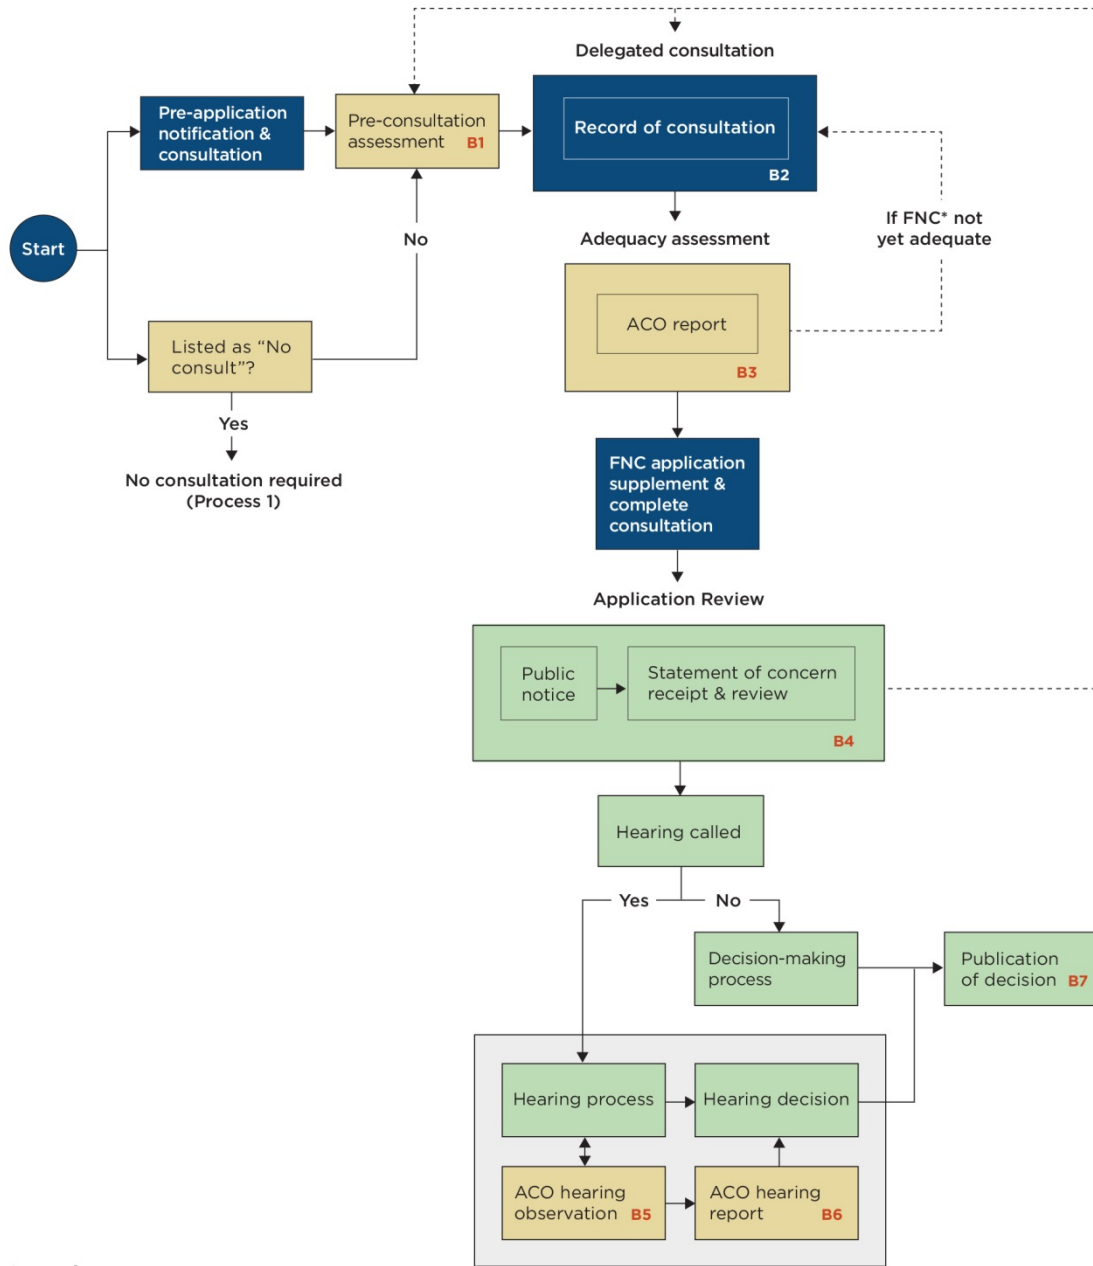 Delegated consultation
Pre-application
notification &
consultation
Pre-consultation
assessment B1
Record of consultation
B2
If FNC* not
yet adequate
No
Adequacy assessment
Start
ACO report
B3
Listed as “No
consult”?
Yes
No consultation required
(Process 1)
FNC application
supplement &
complete
consultation
Application Review
Public
notice
Statement of concern
receipt & review
B4
Hearing called
Yes
No
Decision-making
process
Publication
of decision B7
Hearing process
Hearing decision
ACO hearing
observation B5
ACO hearing
report B6